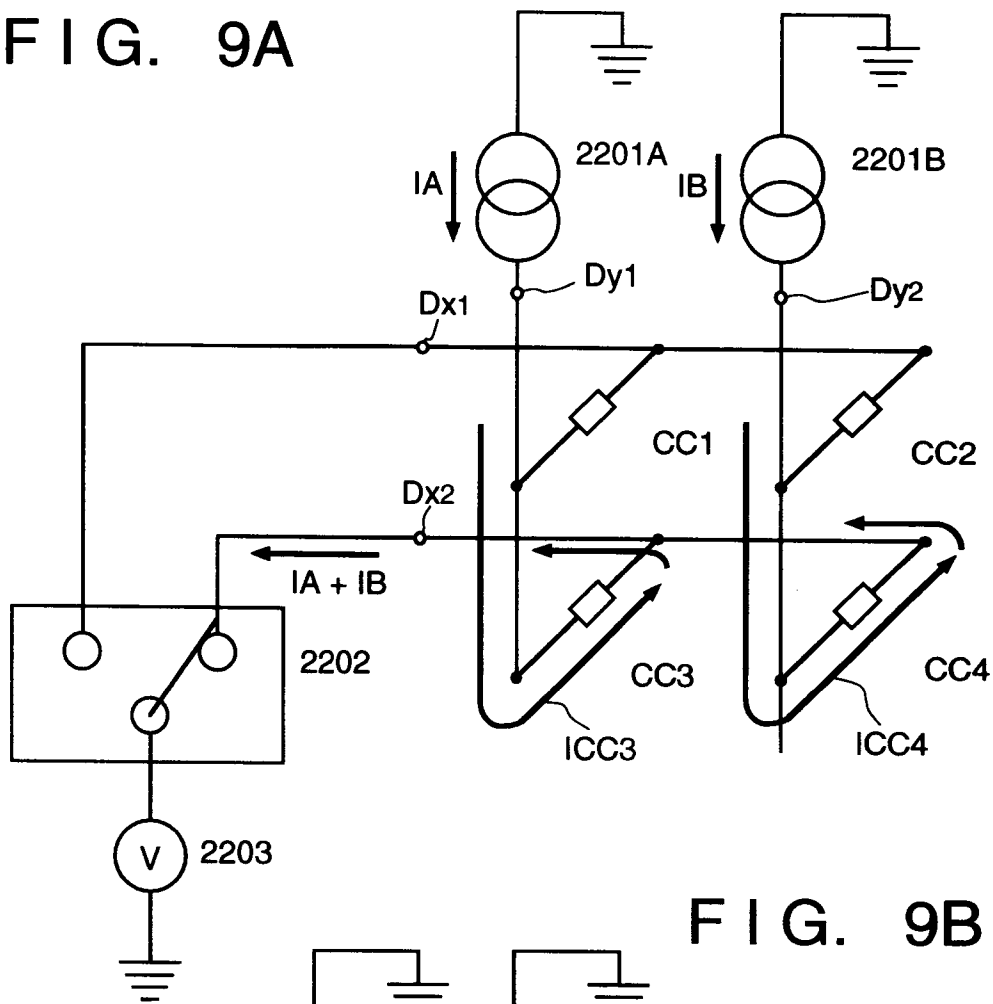 FIG. 9A
2201A
2201B
IA
IB
Dy1
Dy2
Dx1
CC1
CC2
Dx2
IA + IB
2202
CC3
CC4
ICC3
ICC4
V
2203
FIG. 9B